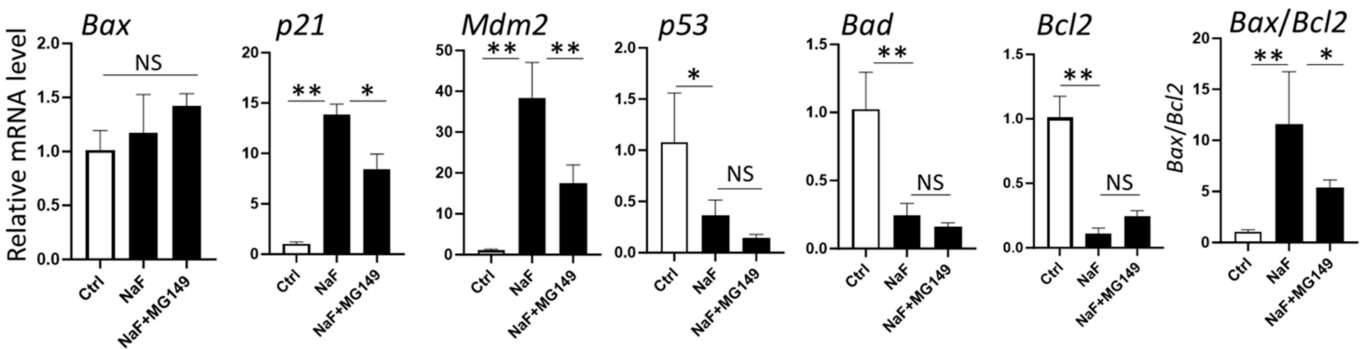 Bax
Relative mRNA level
2.0
1.5
1.0
0.5
0.0
NS
Ctrl
NaF
NaF+MG149
p21
20
15
10
5
0
**
*
Ctrl
NaF
NaF+MG149
Mdm2
50
40
30
20
10
0
**
**
Ctrl
NaF
NaF+MG149
p53
2.0
1.5
1.0
0.5
0.0
*
NS
Ctrl
NaF
NaF+MG149
Bad
1.5
1.0
0.5
0.0
**
NS
Ctrl
NaF
NaF+MG149
Bcl2
1.5
1.0
0.5
0.0
**
NS
Ctrl
NaF
NaF+MG149
Bax/Bcl2
Bax/Bcl2
20
15
10
5
0
**
*
Ctrl
NaF
NaF+MG149